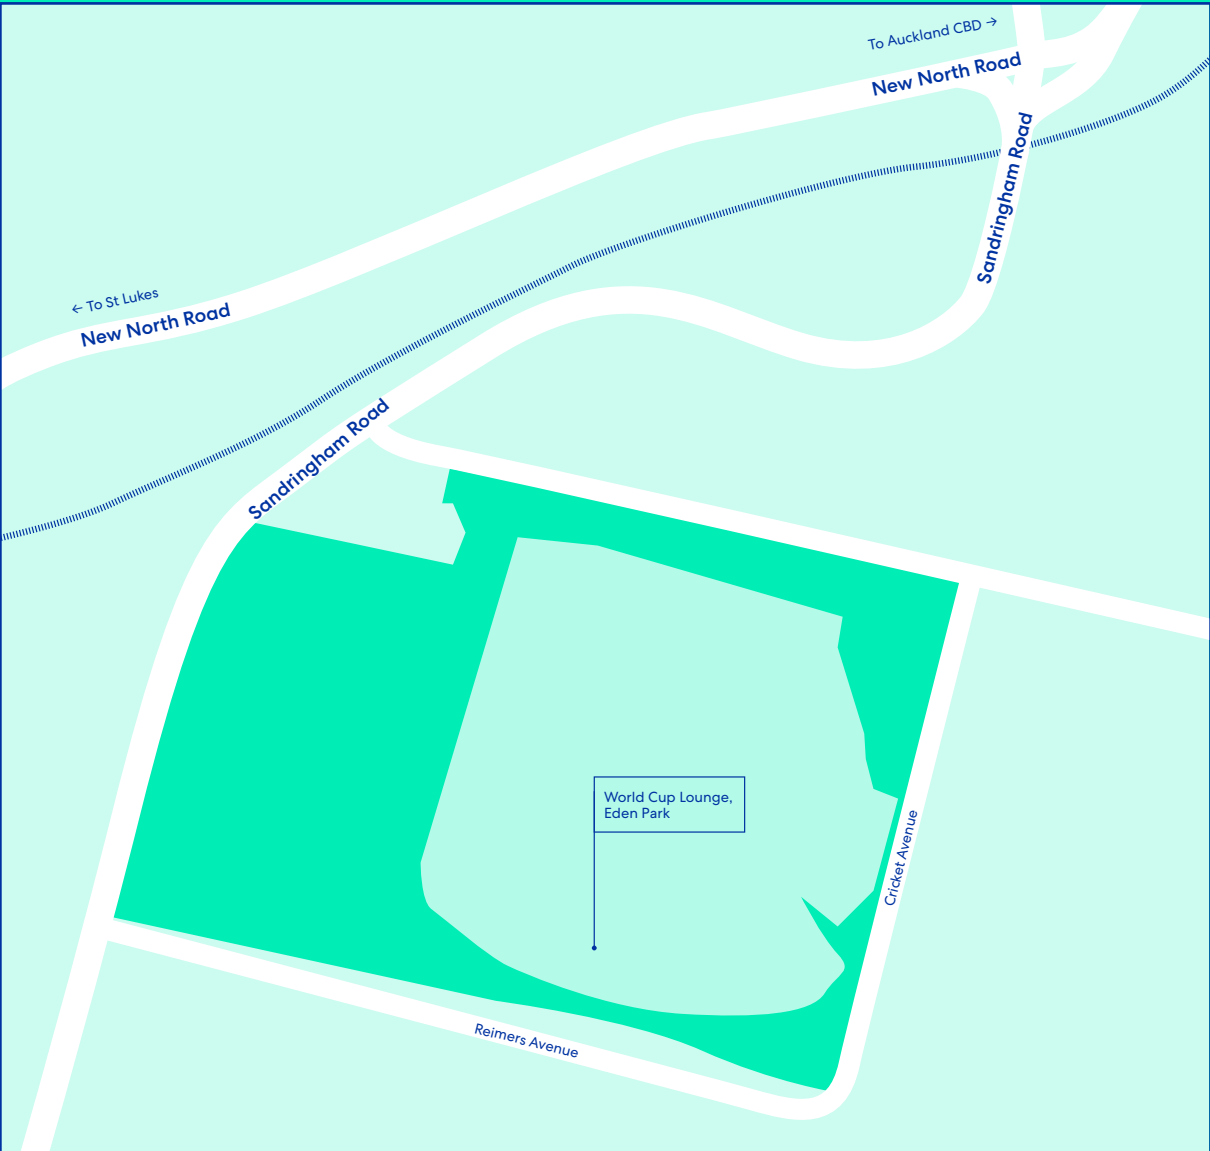 To Auckland CBD →
New North Road
Sandringham Road
← To St Lukes
New North Road
Sandringham Road
World Cup Lounge,
Eden Park
Cricket Avenue
Reimers Avenue